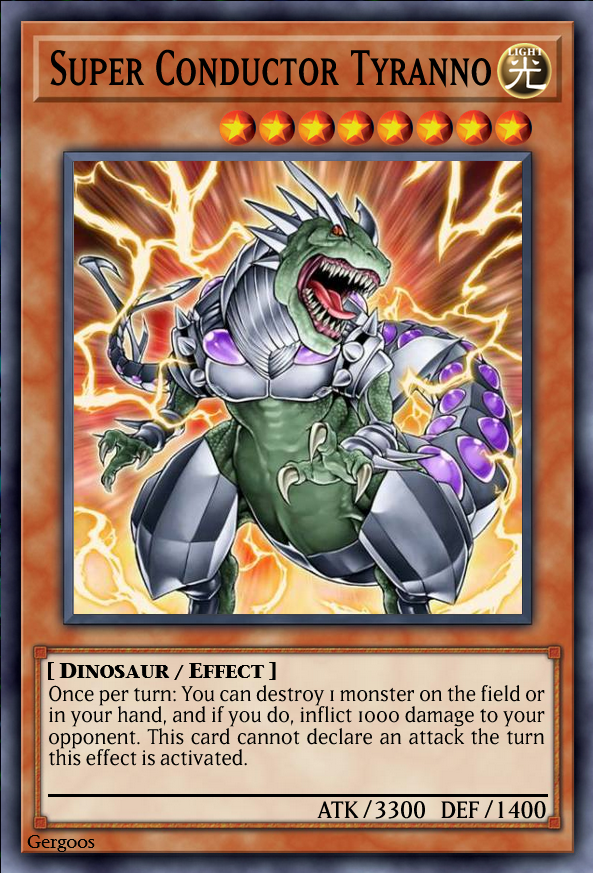 Super Conductor Tyranno
LIGHT
光
[ Dinosaur / Effect ]
Once per turn: You can destroy 1 monster on the field or
in your hand, and if you do, inflict 1000 damage to your
opponent. This card cannot declare an attack the turn
this effect is activated.
ATK/3300 DEF/1400
Gergoos